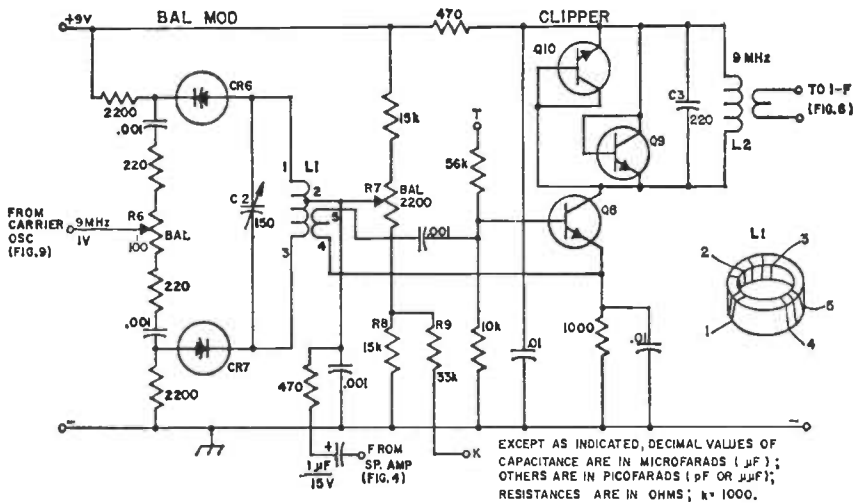 +9V
BAL MOD
470
CLIPPER
Q10
9 MHz
CR6
2200
.001
15k
T
C3
220
TO I-F
(FIG.6)
220
1
L1
2
56k
Q9
L2
R7
BAL
2200
FROM
CARRIER
OSC
(FIG.9)
9MHz
1V
R6
BAL
100
C2
150
5
4
3
.001
Q8
L1
2
3
1
5
4
220
.001
CR7
R8
15k
R9
33k
10k
.01
1000
.01
470
.001
2200
-
-
+
1µF
15V
FROM
SP. AMP
(FIG.4)
K
EXCEPT AS INDICATED, DECIMAL VALUES OF
CAPACITANCE ARE IN MICROFARADS (µF);
OTHERS ARE IN PICOFARADS (pF OR µµF);
RESISTANCES ARE IN OHMS; k=1000.